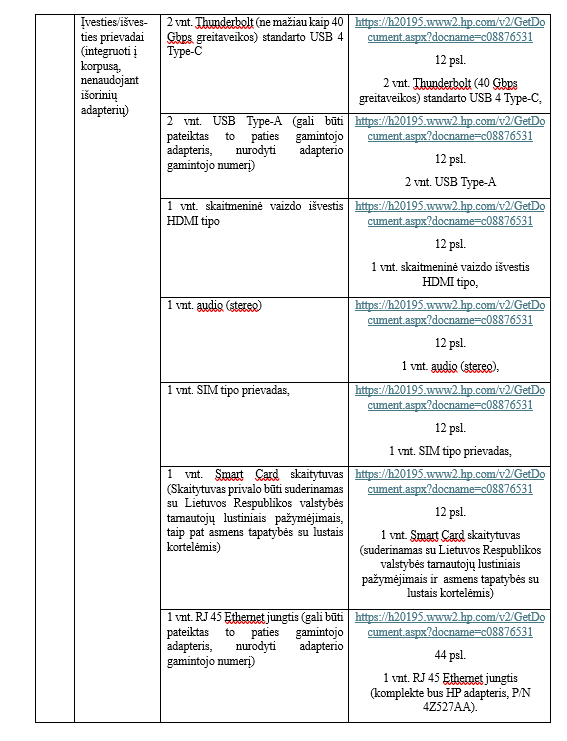 Įvesties/išves-
ties prievadai
(integruoti į
korpusą,
nenaudojant
išorinių
adapterių)
2 vnt. Thunderbolt (ne mažiau kaip 40
Gbps greitaveikos) standarto USB 4
Type-C
https://h20195.www2.hp.com/v2/GetDo
cument.aspx?docname=c08876531
12 psl.
2 vnt. Thunderbolt (40 Gbps
greitaveikos) standarto USB 4 Type-C,
2 vnt. USB Type-A (gali būti
pateiktas to paties gamintojo
adapteris, nurodyti adapterio
gamintojo numerį)
https://h20195.www2.hp.com/v2/GetDo
cument.aspx?docname=c08876531
12 psl.
2 vnt. USB Type-A
1 vnt. skaitmeninė vaizdo išvestis
HDMI tipo
https://h20195.www2.hp.com/v2/GetDo
cument.aspx?docname=c08876531
12 psl.
1 vnt. skaitmeninė vaizdo išvestis
HDMI tipo,
1 vnt. audio (stereo)
https://h20195.www2.hp.com/v2/GetDo
cument.aspx?docname=c08876531
12 psl.
1 vnt. audio (stereo),
1 vnt. SIM tipo prievadas,
https://h20195.www2.hp.com/v2/GetDo
cument.aspx?docname=c08876531
12 psl.
1 vnt. SIM tipo prievadas,
1 vnt. Smart Card skaitytuvas
(Skaitytuvas privalo būti suderinamas
su Lietuvos Respublikos valstybės
tarnautojų lustiniais pažymėjimais,
taip pat asmens tapatybės su lustais
kortelėmis)
https://h20195.www2.hp.com/v2/GetDo
cument.aspx?docname=c08876531
12 psl.
1 vnt. Smart Card skaitytuvas
(suderinamas su Lietuvos Respublikos
valstybės tarnautojų lustiniais
pažymėjimais ir asmens tapatybės su
lustais kortelėmis)
1 vnt. RJ 45 Ethernet jungtis (gali būti
pateiktas to paties gamintojo
adapteris, nurodyti adapterio
gamintojo numerį)
https://h20195.www2.hp.com/v2/GetDo
cument.aspx?docname=c08876531
44 psl.
1 vnt. RJ 45 Ethernet jungtis
(komplekte bus HP adapteris, P/N
4Z527AA).